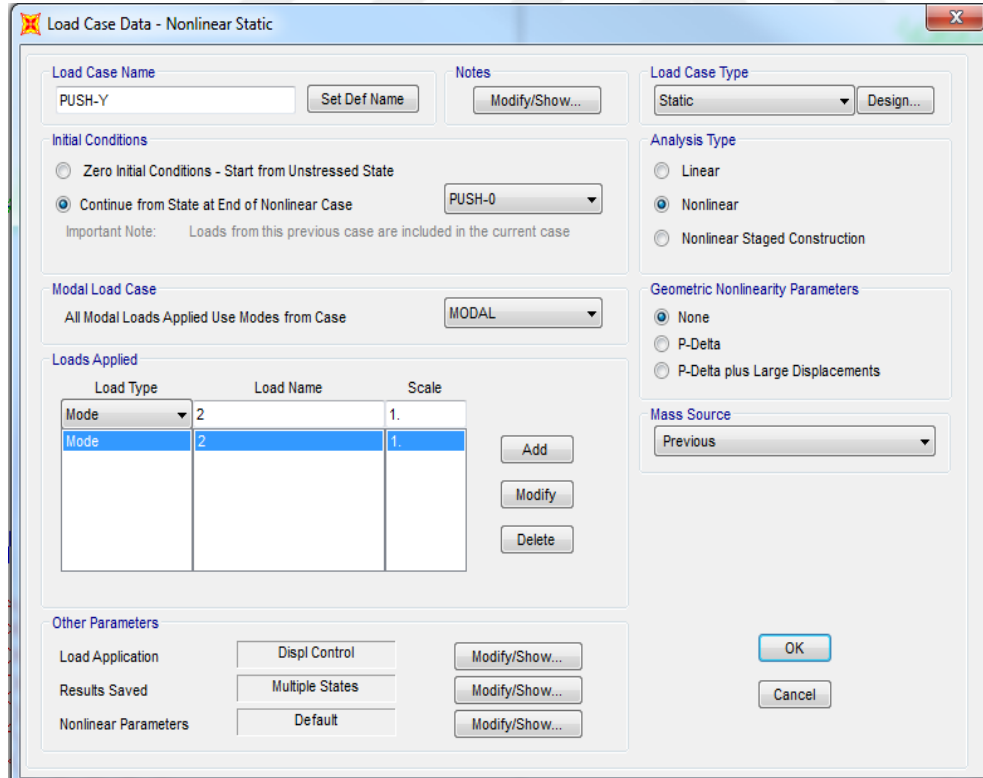 Load Case Data - Nonlinear Static
x
Load Case Name
PUSH-Y
Set Def Name
Notes
Modify/Show...
Load Case Type
Static
Design...
Initial Conditions
Zero Initial Conditions - Start from Unstressed State
Continue from State at End of Nonlinear Case
PUSH-0
Important Note: Loads from this previous case are included in the current case
Analysis Type
Linear
Nonlinear
Nonlinear Staged Construction
Modal Load Case
All Modal Loads Applied Use Modes from Case
MODAL
Geometric Nonlinearity Parameters
None
P-Delta
P-Delta plus Large Displacements
Loads Applied
Load Type Load Name Scale
Mode 2 1.
Mode 2 1.
Add
Modify
Delete
Mass Source
Previous
Other Parameters
Load Application Displ Control Modify/Show...
Results Saved Multiple States Modify/Show...
Nonlinear Parameters Default Modify/Show...
OK
Cancel